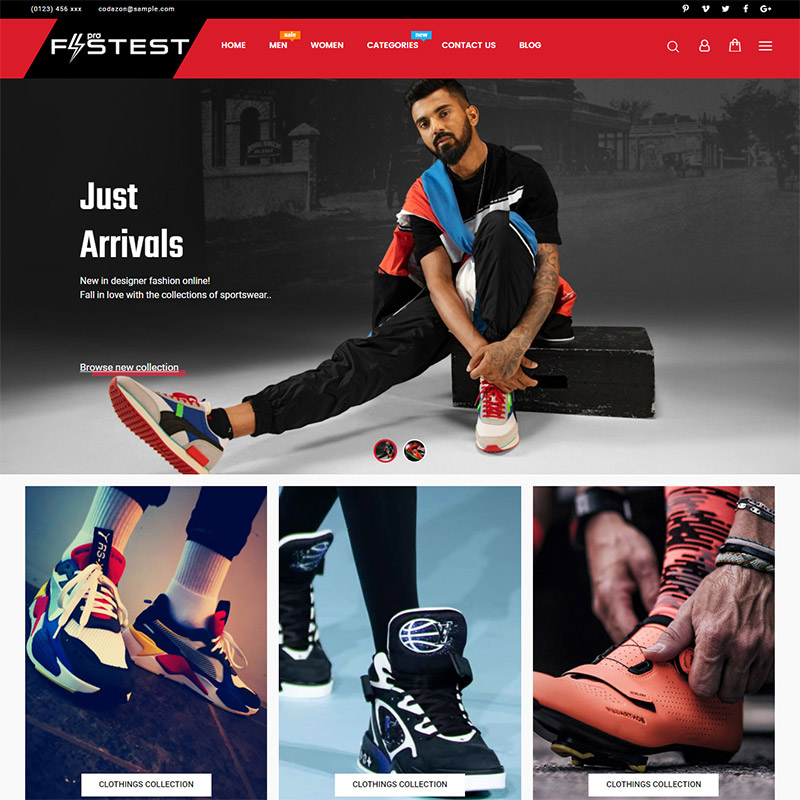 (0123) 456 xxx codazon@sample.com
pro
FASTEST
sale
new
HOME MEN WOMEN CATEGORIES CONTACT US BLOG
Just
Arrivals
New in designer fashion online!
Fall in love with the collections of sportswear..
Browse new collection
CLOTHINGS COLLECTION
CLOTHINGS COLLECTION
CLOTHINGS COLLECTION